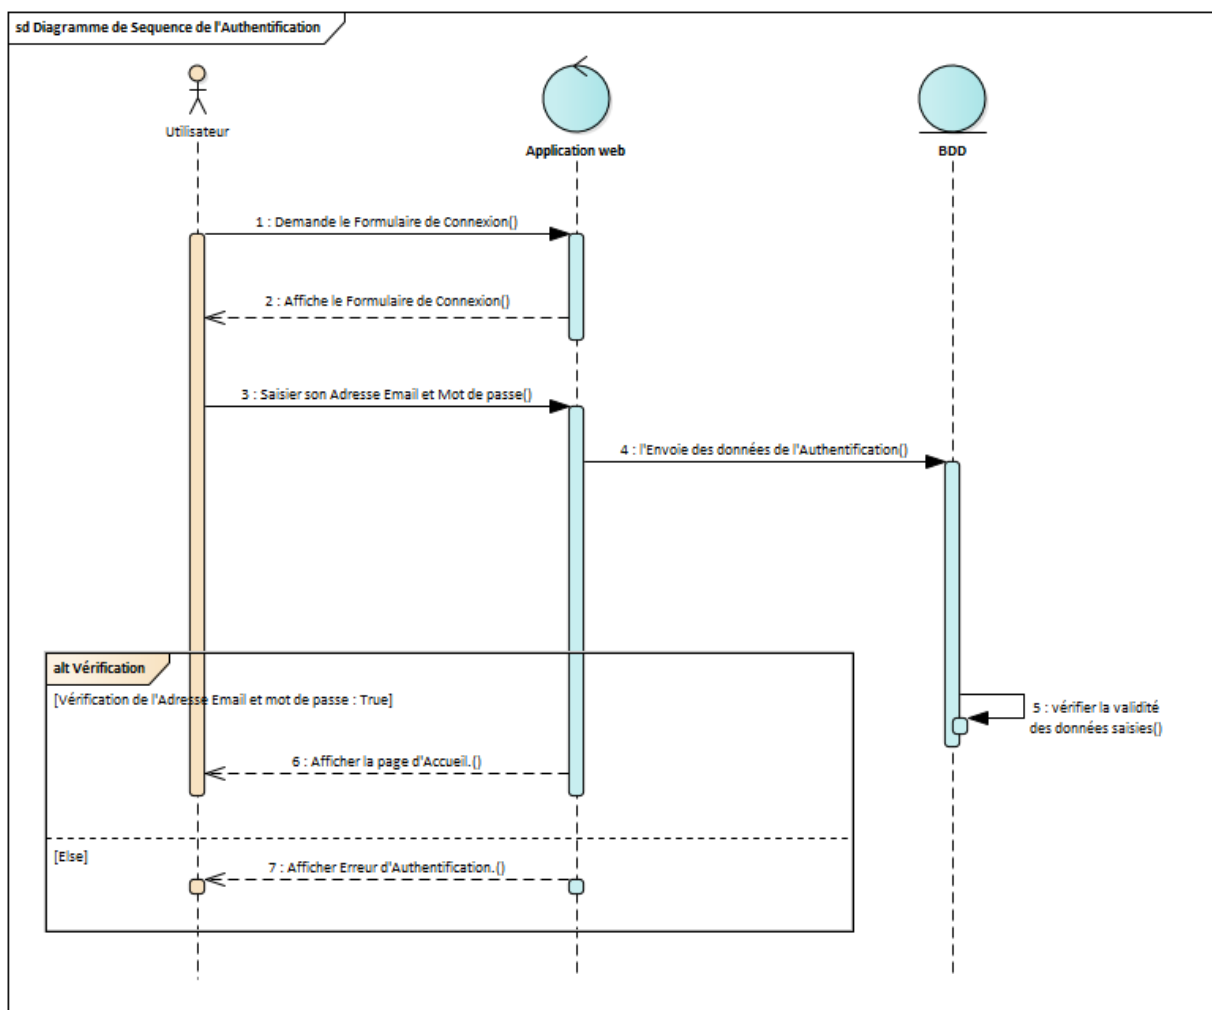 sd Diagramme de Sequence de l'Authentification
Utilisateur
Application web
BDD
1 : Demande le Formulaire de Connexion()
2 : Affiche le Formulaire de Connexion()
3 : Saisier son Adresse Email et Mot de passe()
4 : l'Envoie des données de l'Authentification()
alt Vérification
[Vérification de l'Adresse Email et mot de passe : True]
5 : vérifier la validité
des données saisies()
6 : Afficher la page d'Accueil.()
[Else]
7 : Afficher Erreur d'Authentification.()